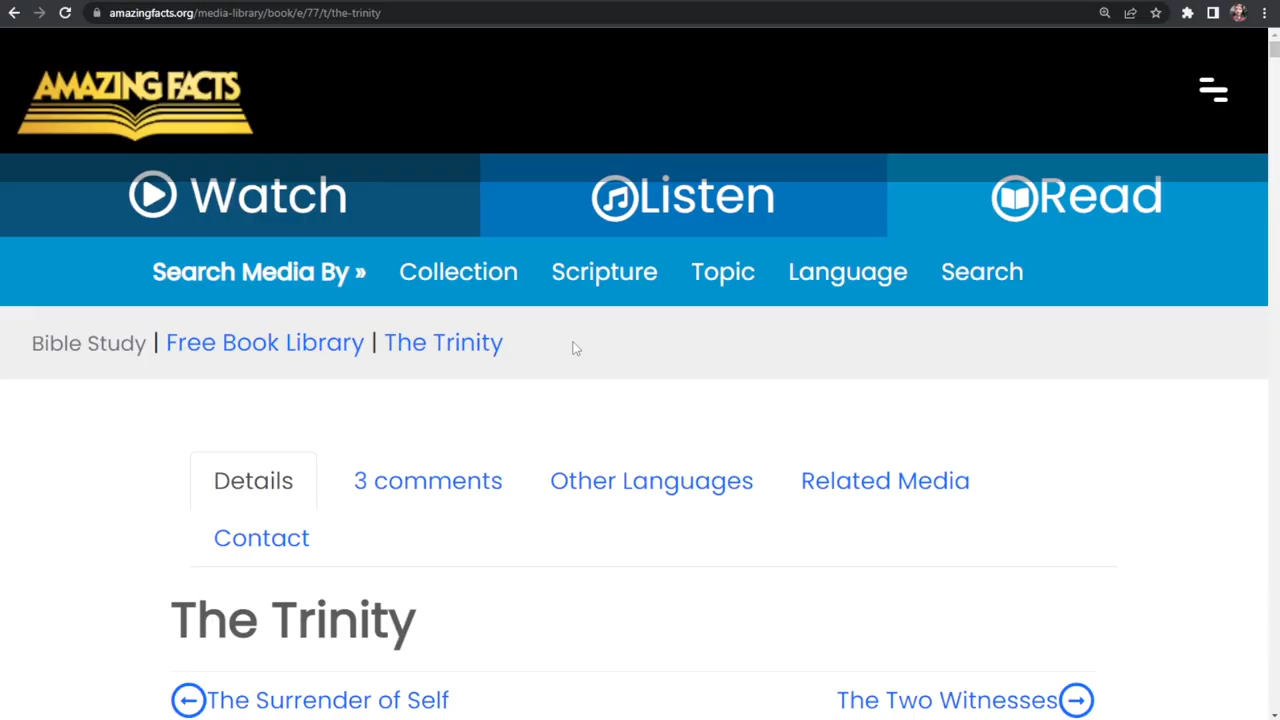 amazingfacts.org/media-library/book/e/77/t/the-trinity
AMAZING FACTS
Watch Listen Read
Search Media By » Collection Scripture Topic Language Search
Bible Study | Free Book Library | The Trinity
Details 3 comments Other Languages Related Media
Contact
The Trinity
The Surrender of Self The Two Witnesses